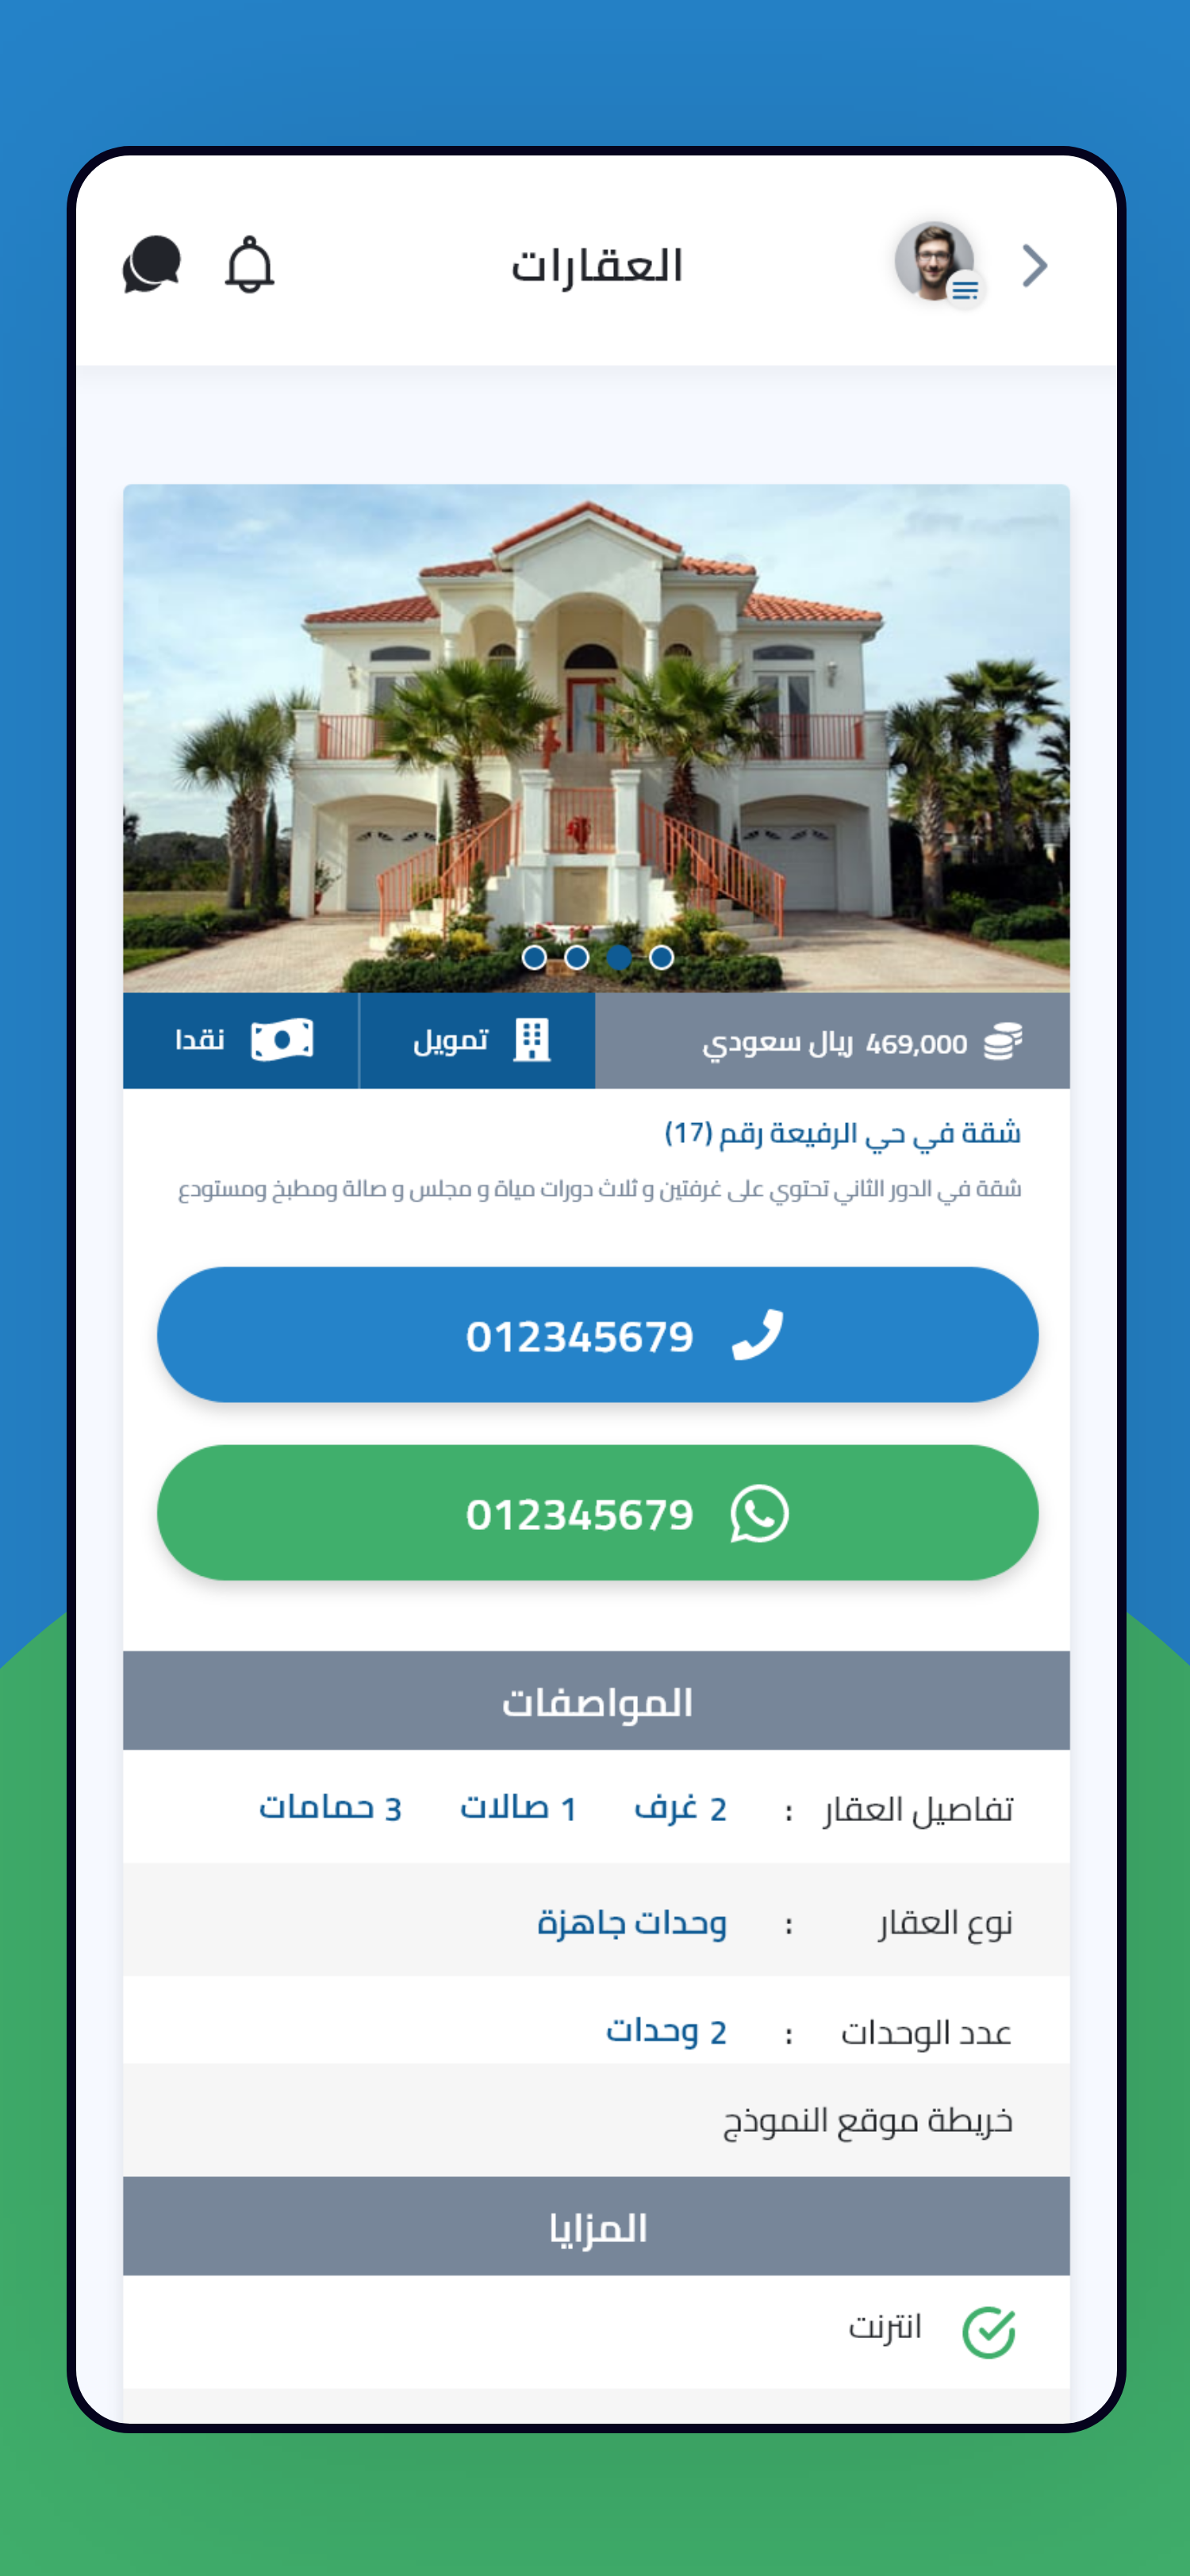 العقارات
469,000 ريال سعودي
تمويل
نقدا
شقة في حي الرفيعة رقم (17)
شقة في الدور الثاني تحتوي على غرفتين و ثلاث دورات مياة و مجلس و صالة ومطبخ ومستودع
012345679
012345679
المواصفات
تفاصيل العقار : 2 غرف 1 صالات 3 حمامات
نوع العقار : وحدات جاهزة
عدد الوحدات : 2 وحدات
خريطة موقع النموذج
المزايا
انترنت